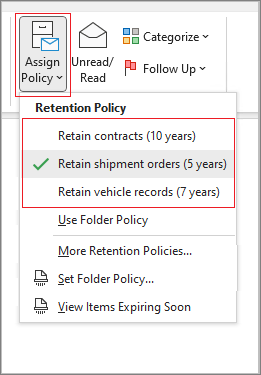 Assign
Policy
Unread/
Read
Categorize
Follow Up
Retention Policy
Retain contracts (10 years)
Retain shipment orders (5 years)
Retain vehicle records (7 years)
Use Folder Policy
More Retention Policies...
Set Folder Policy...
View Items Expiring Soon